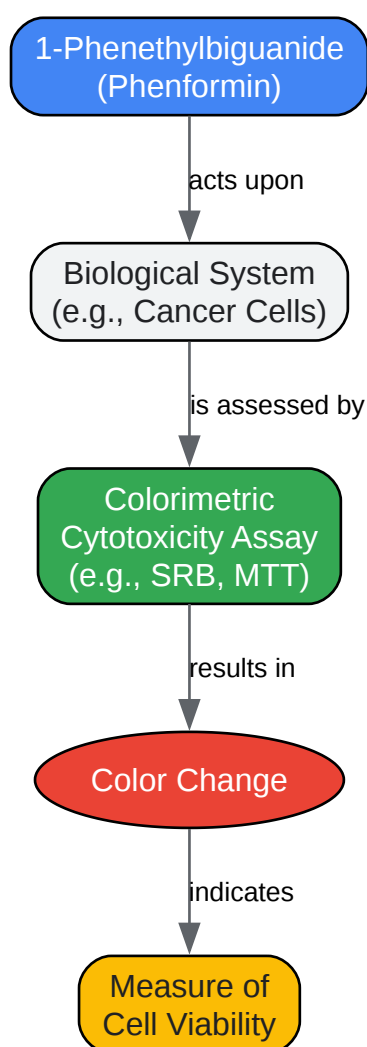 1-Phenethylbiguanide
(Phenformin)
acts upon
Biological System
(e.g., Cancer Cells)
is assessed by
Colorimetric
Cytotoxicity Assay
(e.g., SRB, MTT)
results in
Color Change
indicates
Measure of
Cell Viability